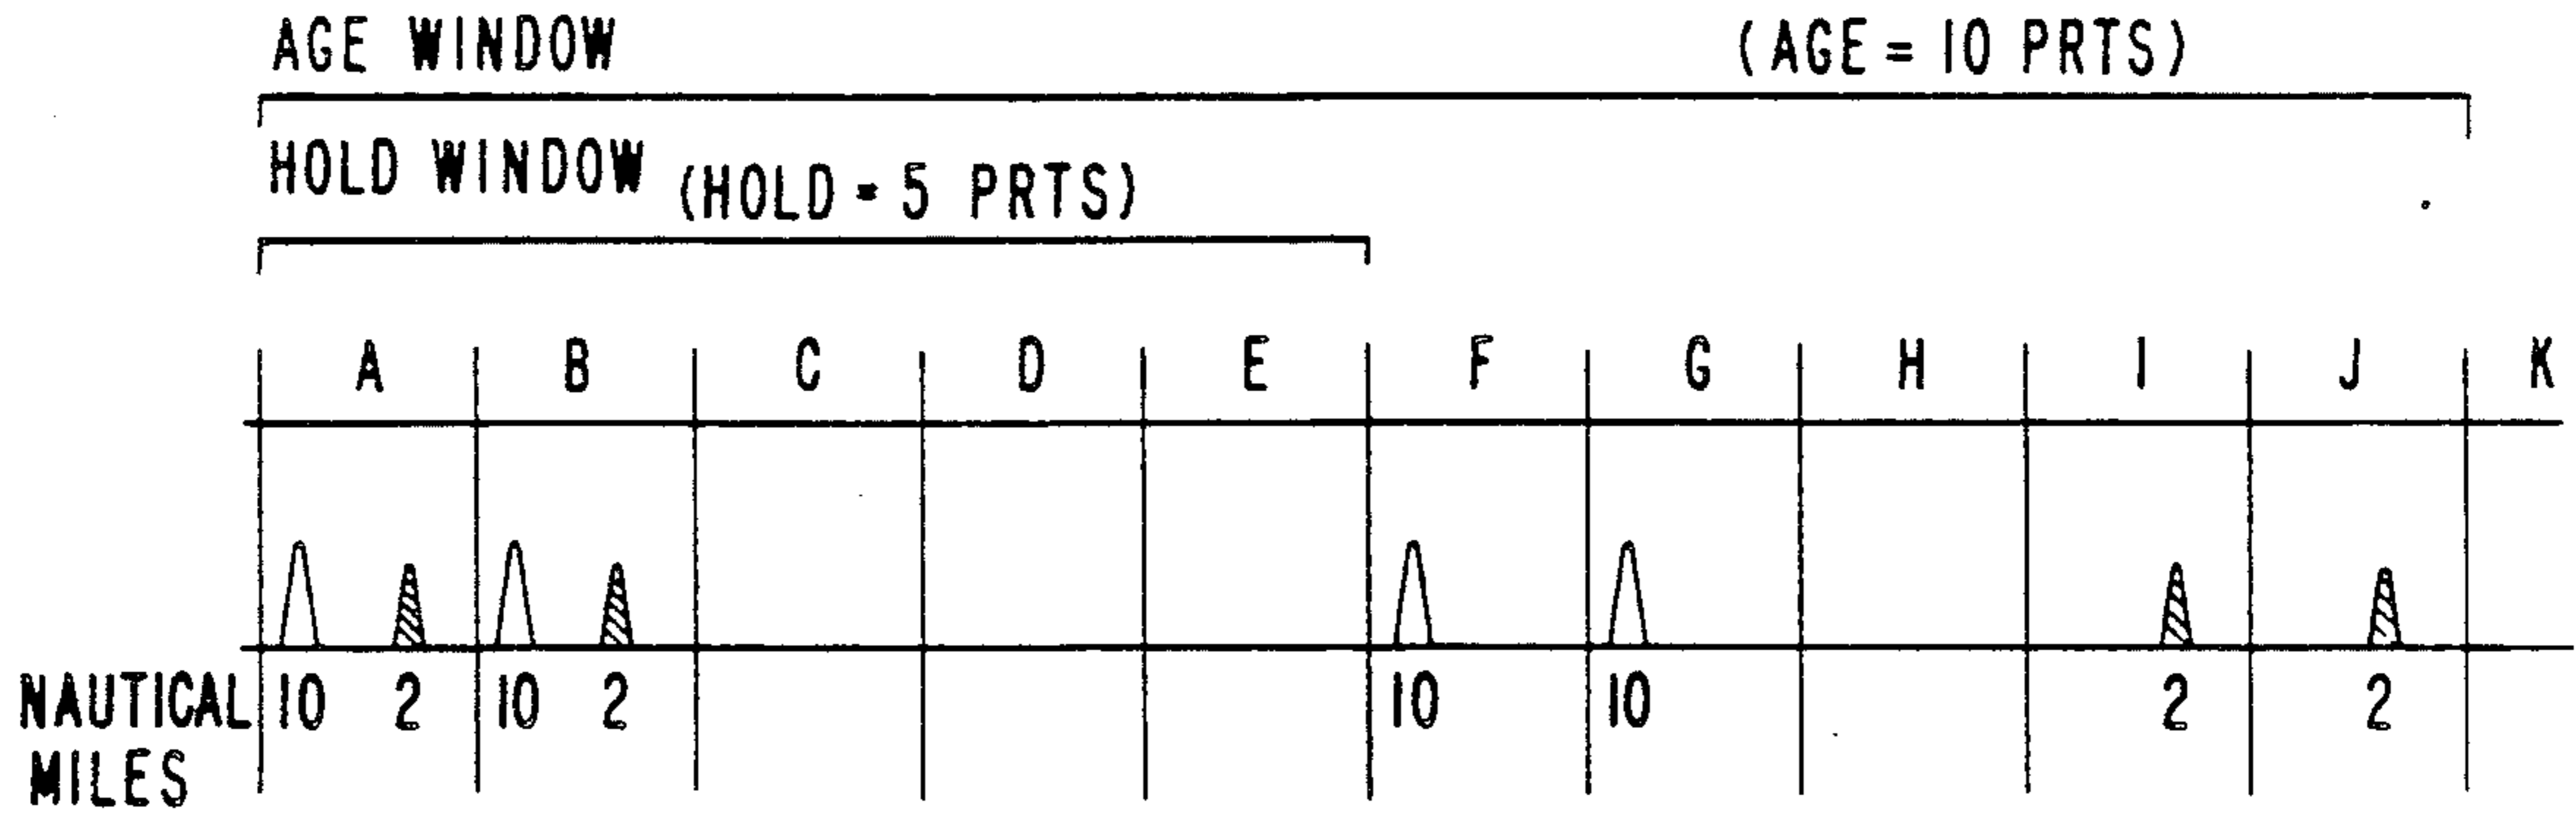 AGE WINDOW (AGE = 10 PRTS)
HOLD WINDOW (HOLD = 5 PRTS)
A B C D E F G H I J K
NAUTICAL 10 2 10 2 10 10 2 2
MILES